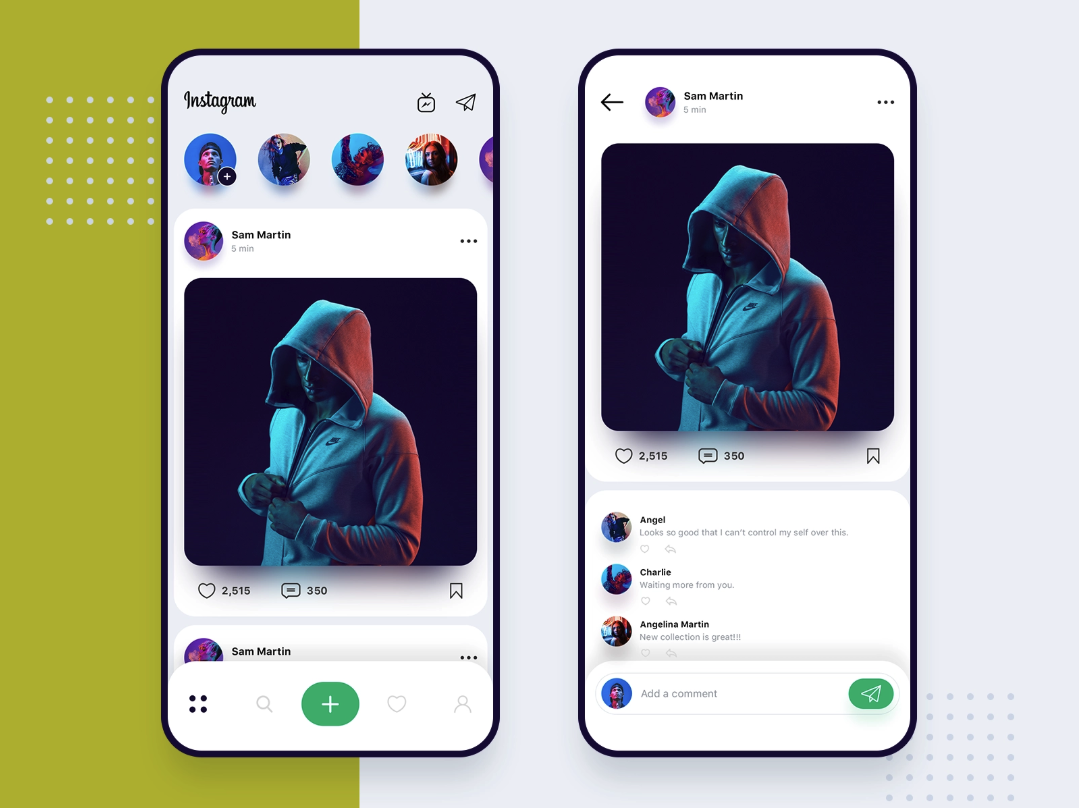 Instagram
Sam Martin
5 min
2,515
350
Sam Martin
Sam Martin
5 min
2,515
350
Angel
Looks so good that I can't control my self over this.
Charlie
Waiting more from you.
Angelina Martin
New collection is great!!!
Add a comment